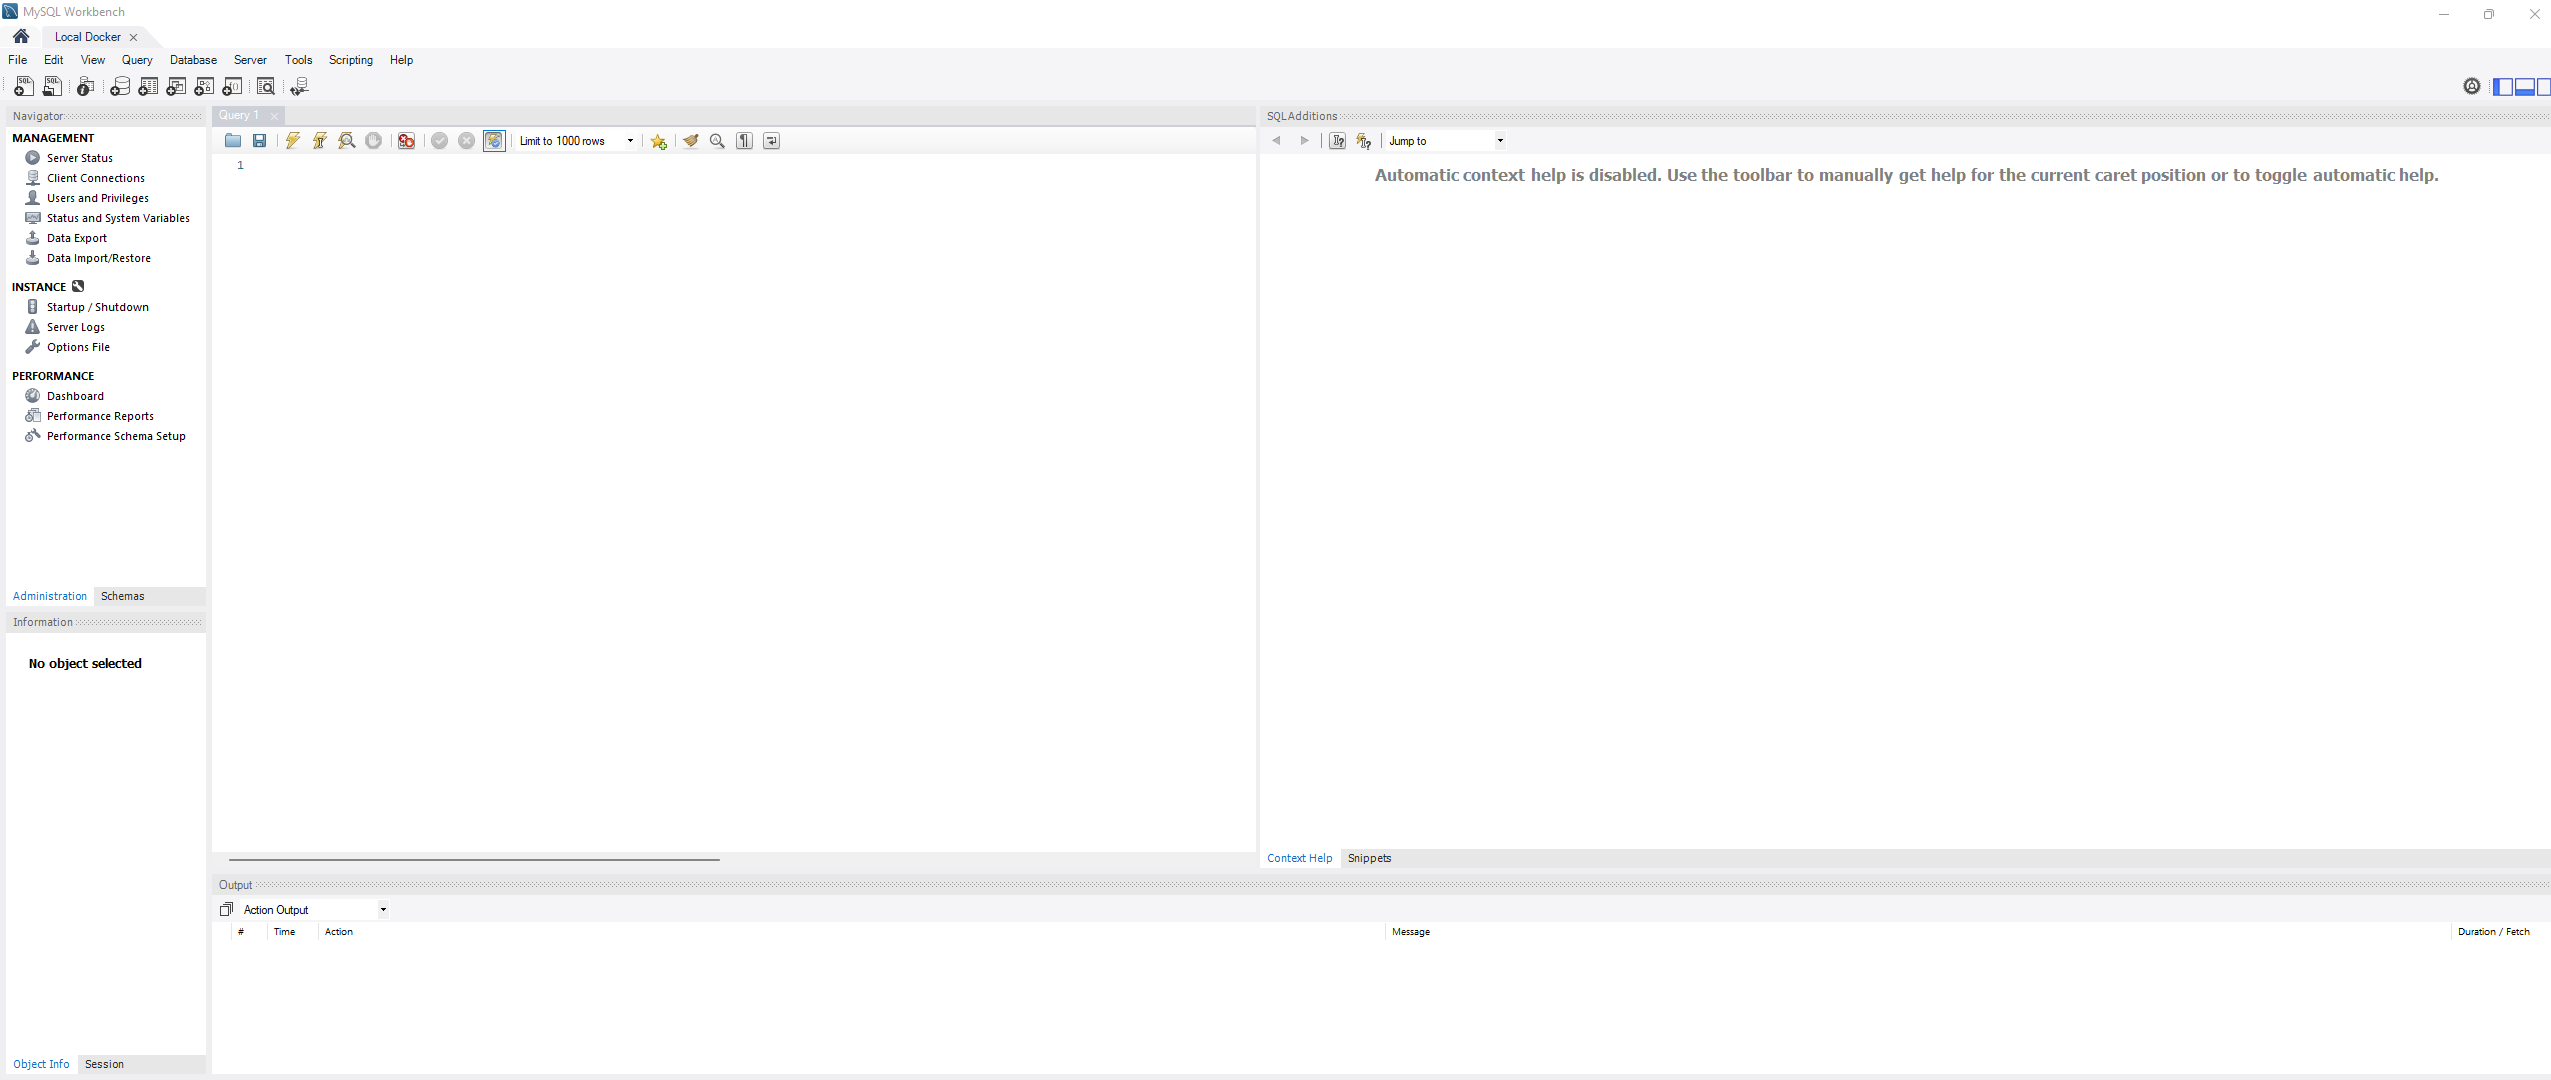 MySQL Workbench
Local Docker
File Edit View Query Database Server Tools Scripting Help
Navigator
MANAGEMENT
Server Status
Client Connections
Users and Privileges
Status and System Variables
Data Export
Data Import/Restore
INSTANCE
Startup / Shutdown
Server Logs
Options File
PERFORMANCE
Dashboard
Performance Reports
Performance Schema Setup
Administration Schemas
Information
No object selected
Object Info Session
Query 1
Limit to 1000 rows
1
SQLAdditions
Jump to
Automatic context help is disabled. Use the toolbar to manually get help for the current caret position or to toggle automatic help.
Context Help Snippets
Output
Action Output
# Time Action Message Duration / Fetch